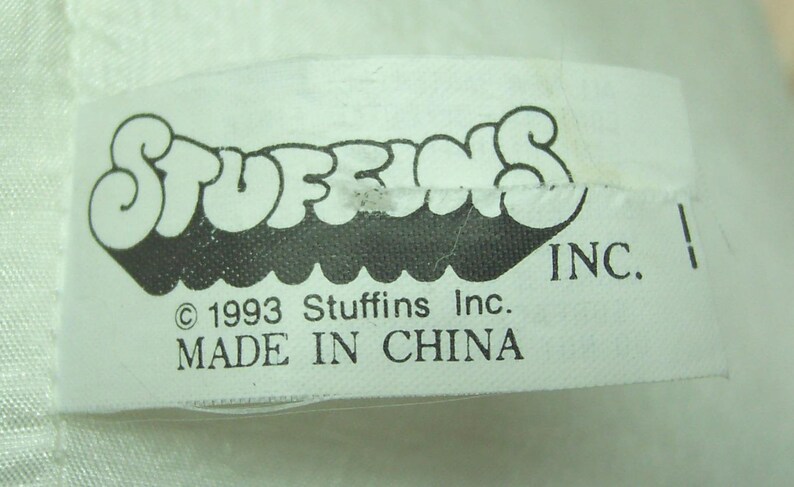 STUFFINS
INC.
© 1993 Stuffins Inc.
MADE IN CHINA